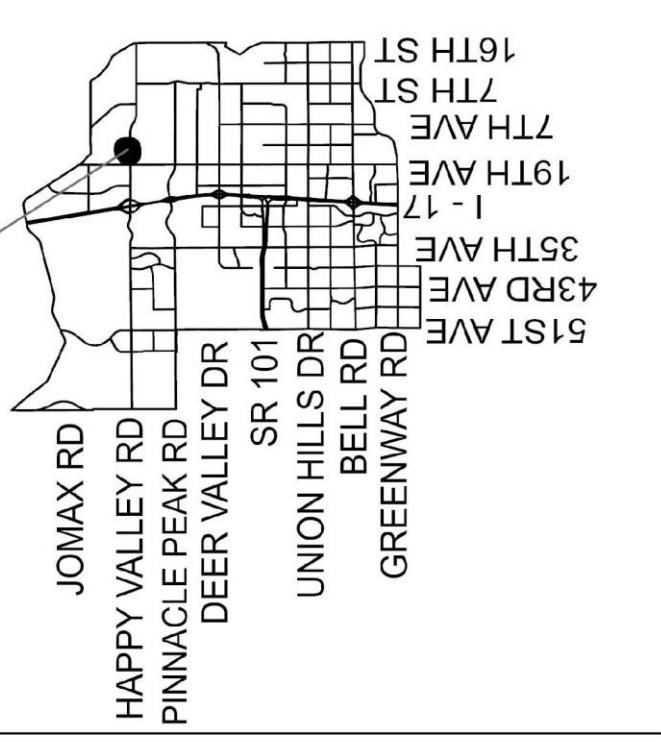 16TH ST
7TH ST
7TH AVE
19TH AVE
I - 17
35TH AVE
43RD AVE
51ST AVE
JOMAX RD
HAPPY VALLEY RD
PINNACLE PEAK RD
DEER VALLEY DR
SR 101
UNION HILLS DR
BELL RD
GREENWAY RD